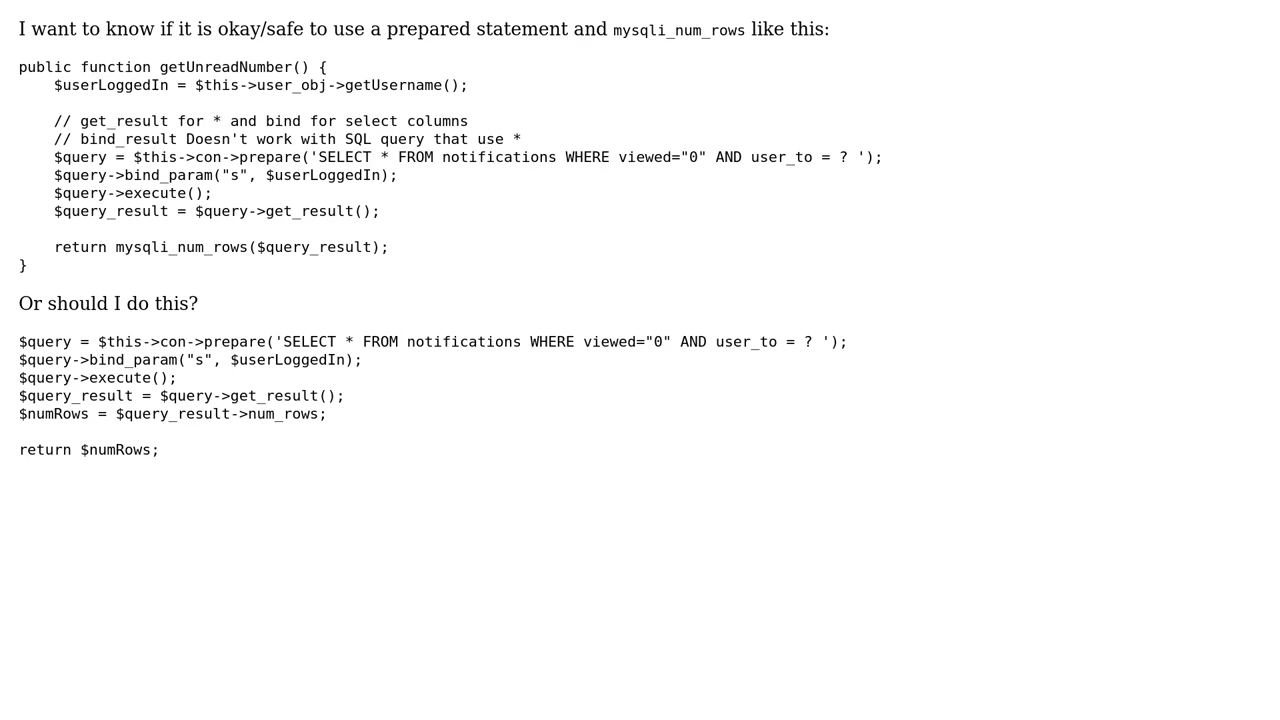 I want to know if it is okay/safe to use a prepared statement and mysqli_num_rows like this:
public function getUnreadNumber() {
    $userLoggedIn = $this->user_obj->getUsername();
    // get_result for * and bind for select columns
    // bind_result Doesn't work with SQL query that use *
    $query = $this->con->prepare('SELECT * FROM notifications WHERE viewed="0" AND user_to = ? ');
    $query->bind_param("s", $userLoggedIn);
    $query->execute();
    $query_result = $query->get_result();
    return mysqli_num_rows($query_result);
}
Or should I do this?
$query = $this->con->prepare('SELECT * FROM notifications WHERE viewed="0" AND user_to = ? ');
$query->bind_param("s", $userLoggedIn);
$query->execute();
$query_result = $query->get_result();
$numRows = $query_result->num_rows;
return $numRows;